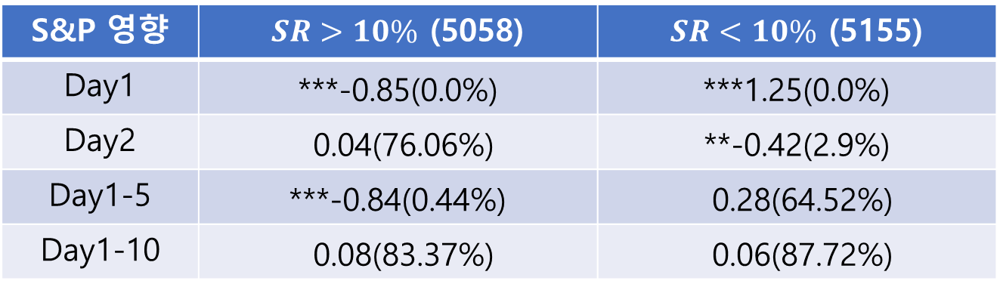 S&P 영향 SR > 10% (5058) SR < 10% (5155)
Day1 ***-0.85(0.0%) ***1.25(0.0%)
Day2 0.04(76.06%) **-0.42(2.9%)
Day1-5 ***-0.84(0.44%) 0.28(64.52%)
Day1-10 0.08(83.37%) 0.06(87.72%)